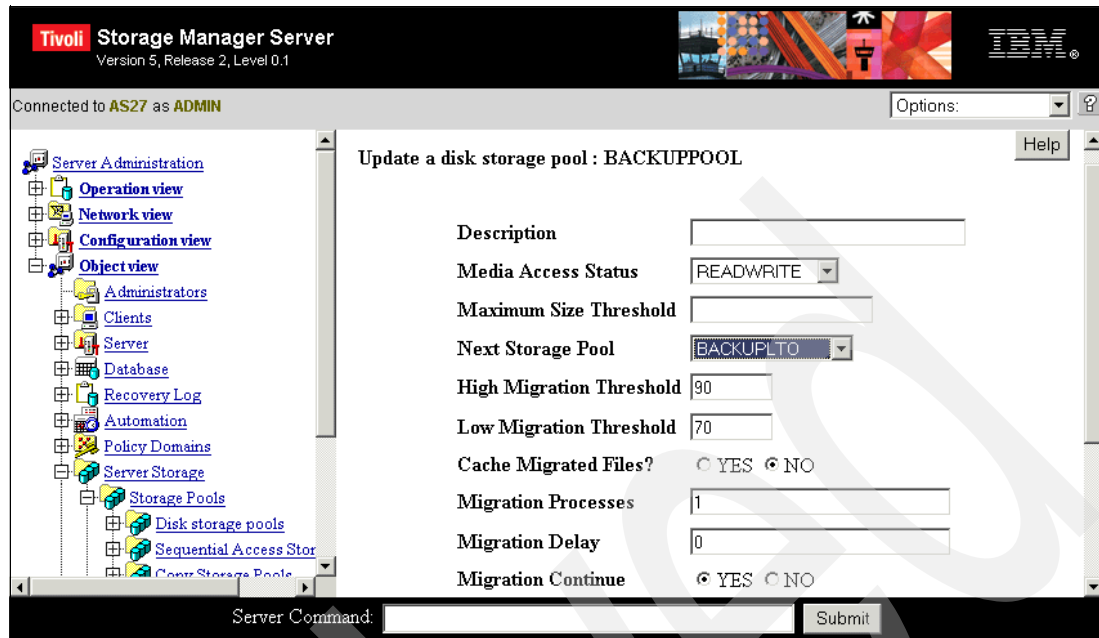 Tivoli Storage Manager Server
Version 5, Release 2, Level 0.1
IBM®
Connected to AS27 as ADMIN
Options:
?
Server Administration
Operation view
Network view
Configuration view
Object view
Administrators
Clients
Server
Database
Recovery Log
Automation
Policy Domains
Server Storage
Storage Pools
Disk storage pools
Sequential Access Stor
Copy Storage Pools
Help
Update a disk storage pool : BACKUPPOOL
Description
Media Access Status READWRITE
Maximum Size Threshold
Next Storage Pool BACKUPLTO
High Migration Threshold 90
Low Migration Threshold 70
Cache Migrated Files? YES NO
Migration Processes 1
Migration Delay 0
Migration Continue YES NO
Server Command: Submit